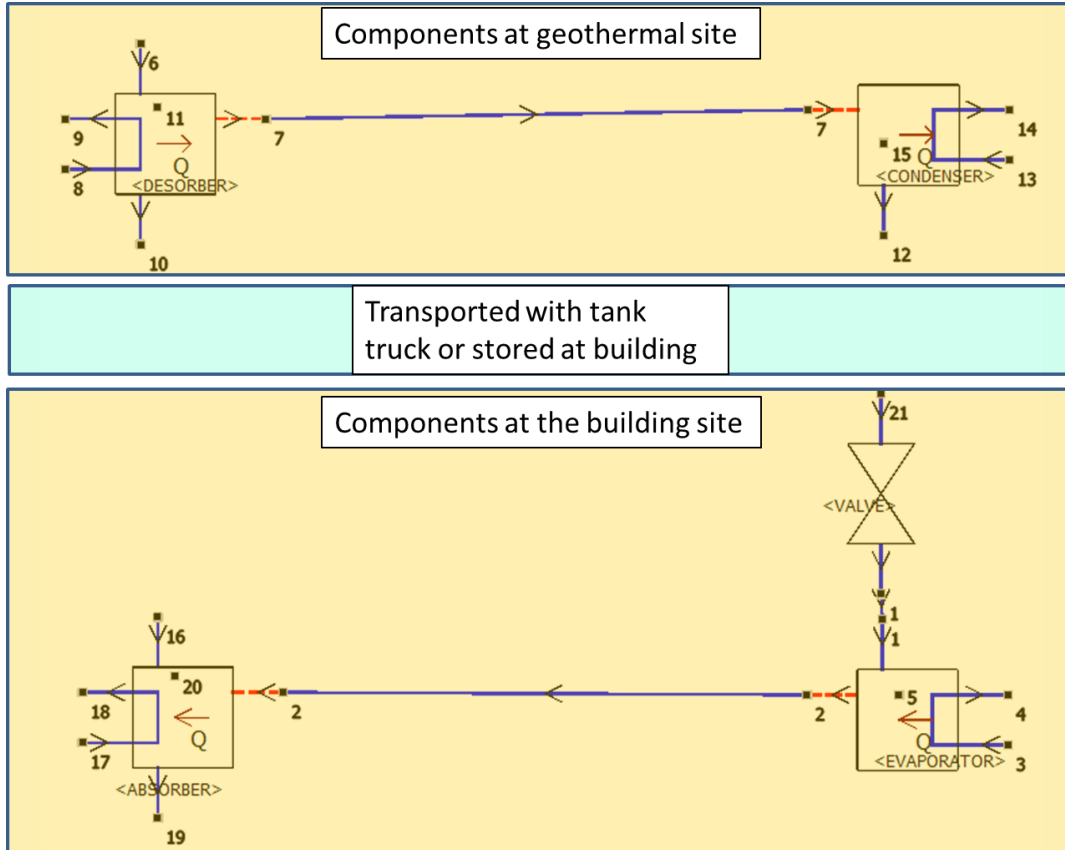 Components at geothermal site
6
11
9
7
7
14
Q
15
Q
8
<DESORBER>
<CONDENSER>
13
10
12
Transported with tank
truck or stored at building
Components at the building site
21
<VALVE>
1
1
16
20
5
18
2
2
4
Q
Q
17
<EVAPORATOR>
3
<ABSORBER>
19